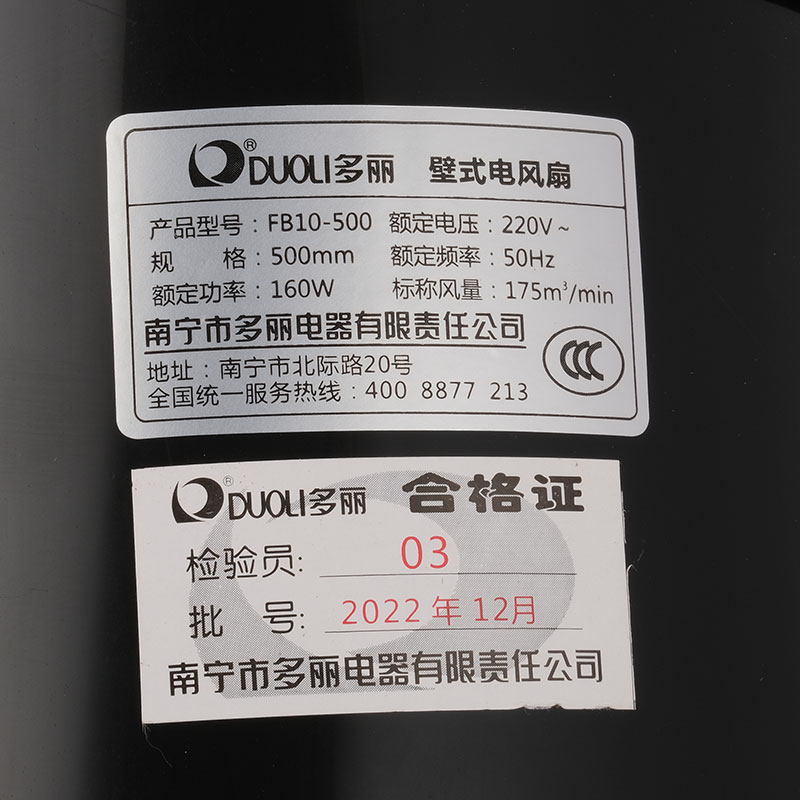 DUOLI多丽® 壁式电风扇
产品型号：FB10-500 额定电压：220V~
规 格：500mm 额定频率：50Hz
额定功率：160W 标称风量：175m³/min
南宁市多丽电器有限责任公司
地址：南宁市北际路20号
全国统一服务热线：400 8877 213
CCC
DUOLI多丽® 合格证
检验员: 03
批 号: 2022年12月
南宁市多丽电器有限责任公司